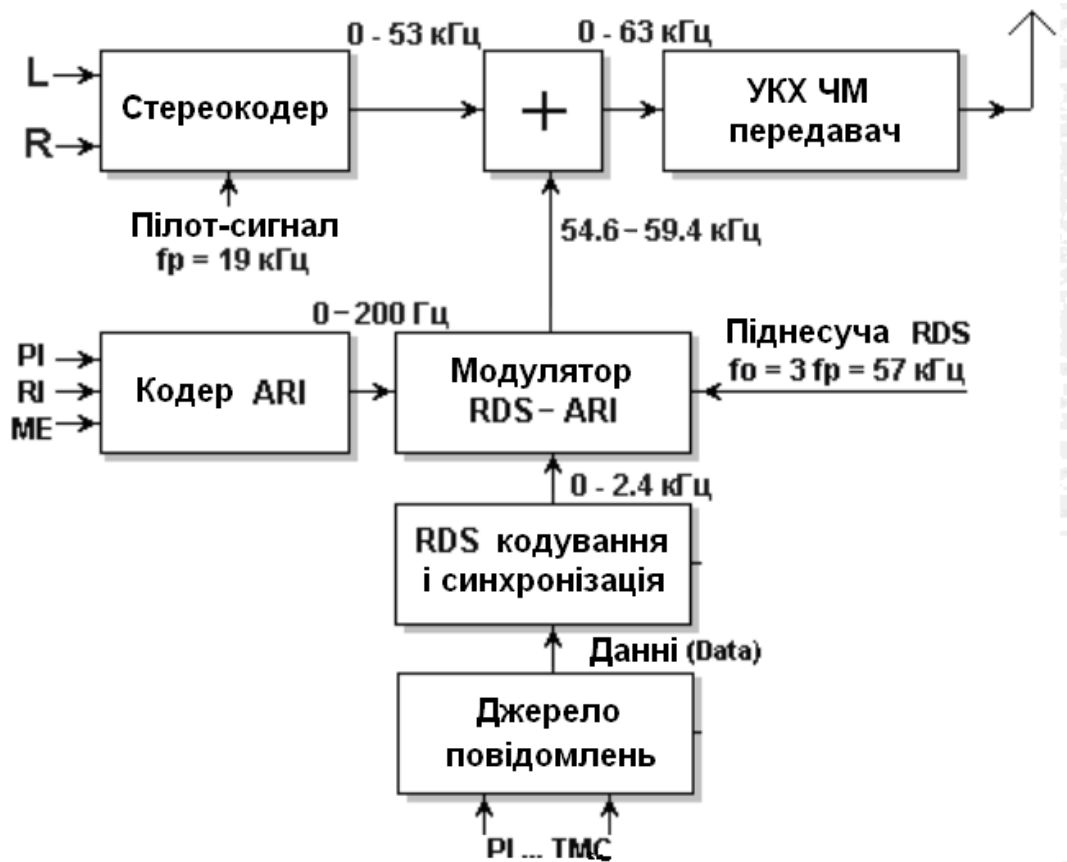 0 - 53 кГц
0 - 63 кГц
L
R
Стереокодер
+
УКХ ЧМ
передавач
Пілот-сигнал
fp = 19 кГц
54.6 – 59.4 кГц
0 – 200 Гц
PI
RI
ME
Кодер ARI
Модулятор
RDS – ARI
Піднесуча RDS
fo = 3 fp = 57 кГц
0 - 2.4 кГц
RDS кодування
і синхронізація
Данні (Data)
Джерело
повідомлень
PI ... TMC